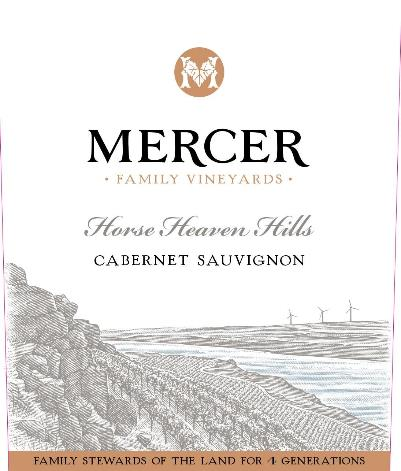 M
MERCER
• FAMILY VINEYARDS •
Horse Heaven Hills
CABERNET SAUVIGNON
FAMILY STEWARDS OF THE LAND FOR 4 GENERATIONS